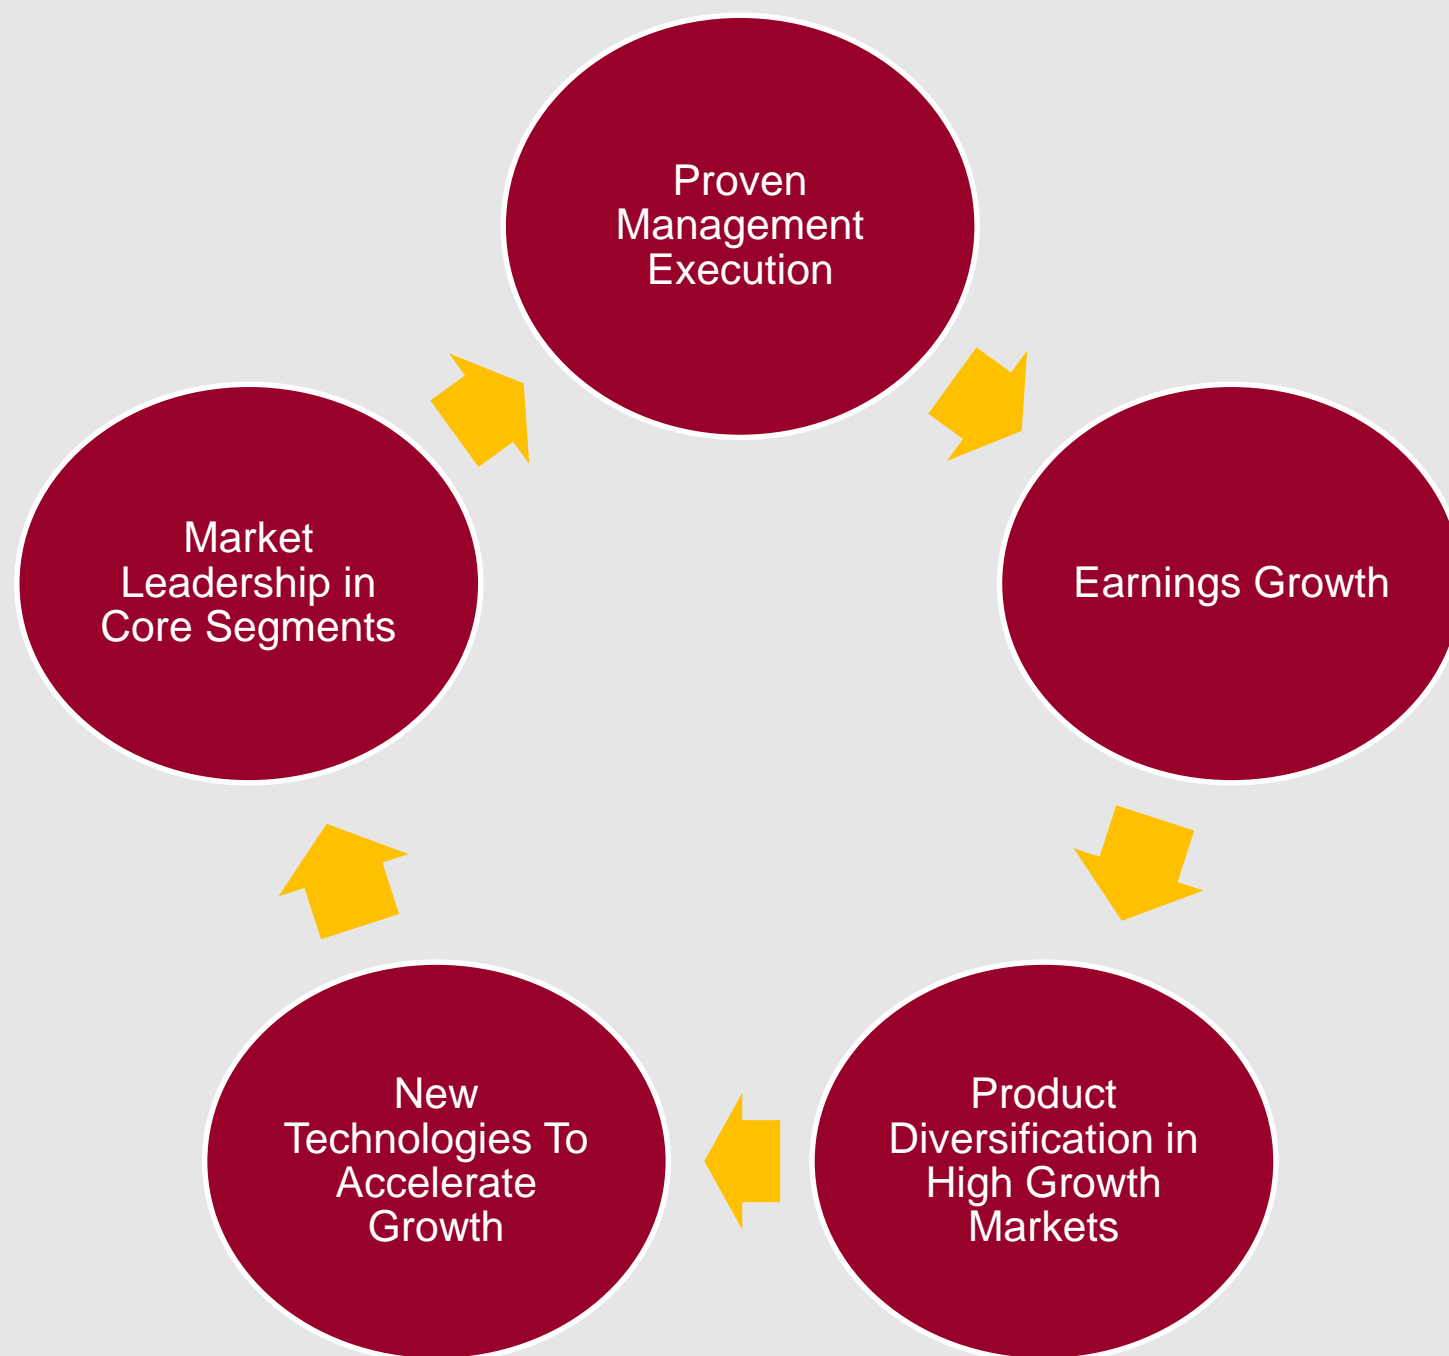 Proven
Management
Execution
Earnings Growth
Product
Diversification in
High Growth
Markets
New
Technologies To
Accelerate
Growth
Market
Leadership in
Core Segments